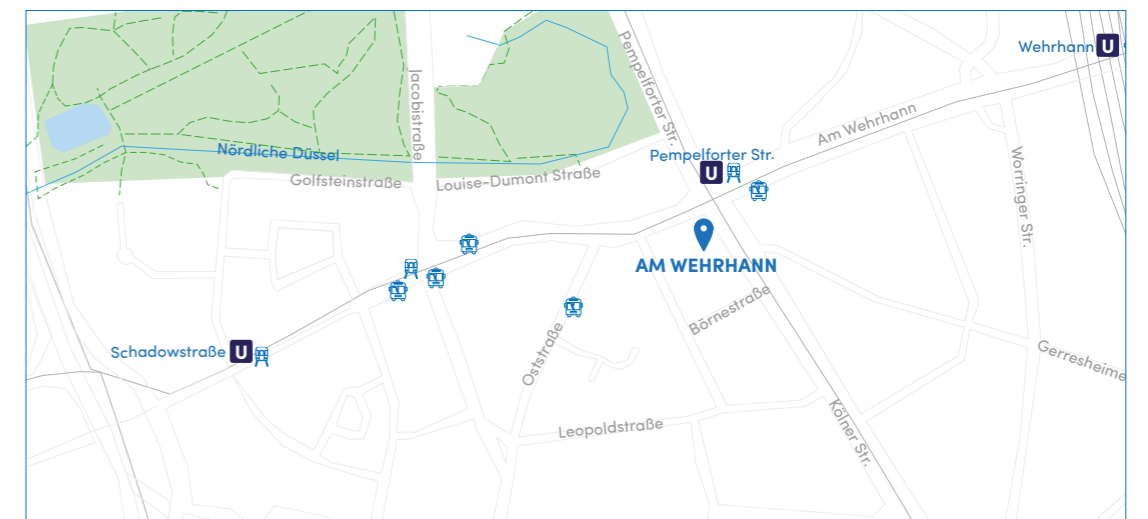 Wehrhann U
Pempelforter Str.
Jacobistraße
Am Wehrhann
Nördliche Düssel
Pempelforter Str.
U
Golfsteinstraße
Louise-Dumont Straße
Worringer Str.
AM WEHRHANN
Börnestraße
Schadowstraße U
Oststraße
Gerresheime
Leopoldstraße
Kölner Str.